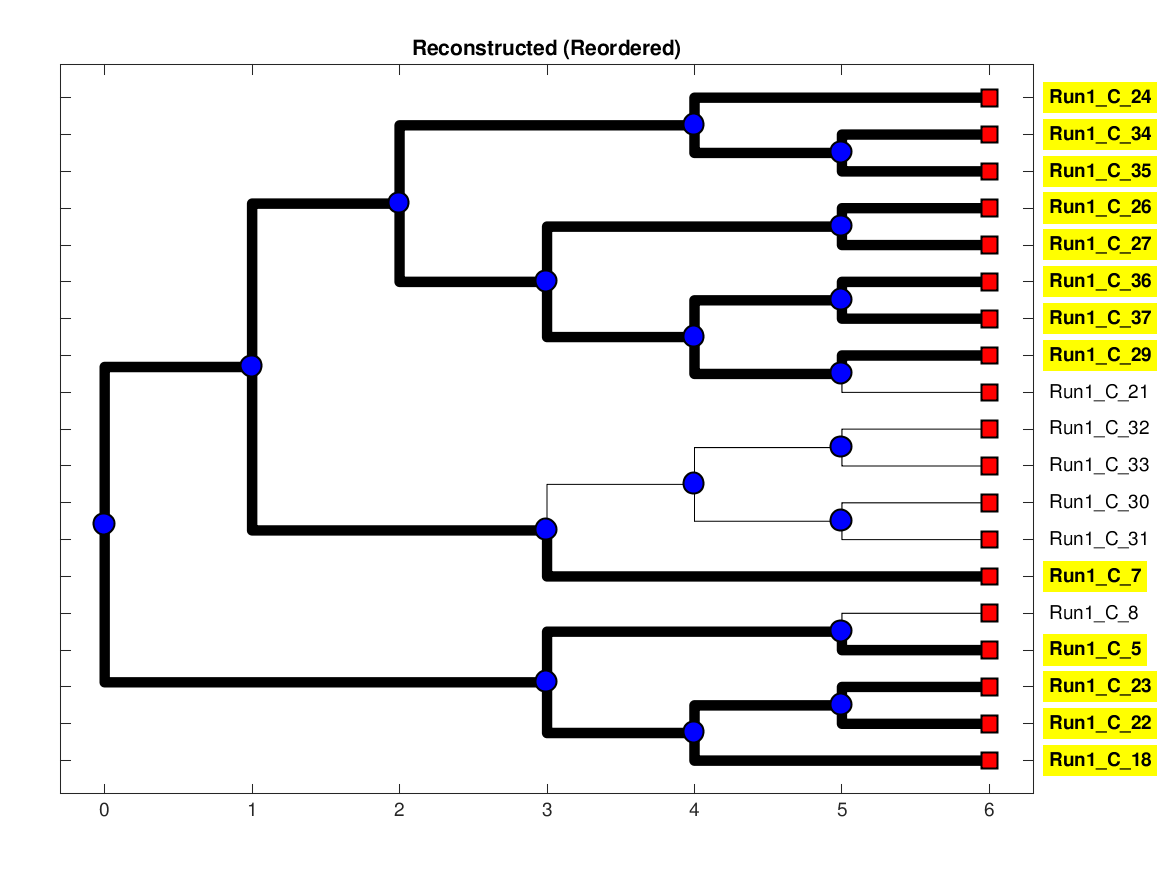 Reconstructed (Reordered)
Run1_C_24
Run1_C_34
Run1_C_35
Run1_C_26
Run1_C_27
Run1_C_36
Run1_C_37
Run1_C_29
Run1_C_21
Run1_C_32
Run1_C_33
Run1_C_30
Run1_C_31
Run1_C_7
Run1_C_8
Run1_C_5
Run1_C_23
Run1_C_22
Run1_C_18
0 1 2 3 4 5 6